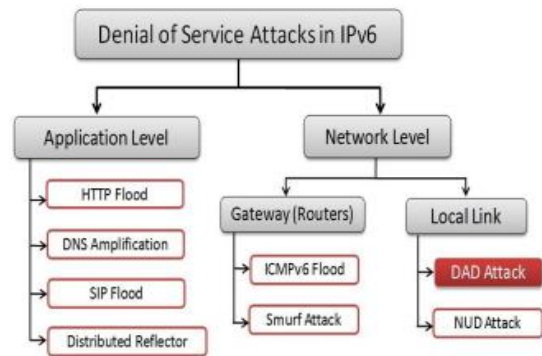 Denial of Service Attacks in IPv6
Application Level
HTTP Flood
DNS Amplification
SIP Flood
Distributed Reflector
Network Level
Gateway (Routers)
ICMPv6 Flood
Smurf Attack
Local Link
DAD Attack
NUD Attack